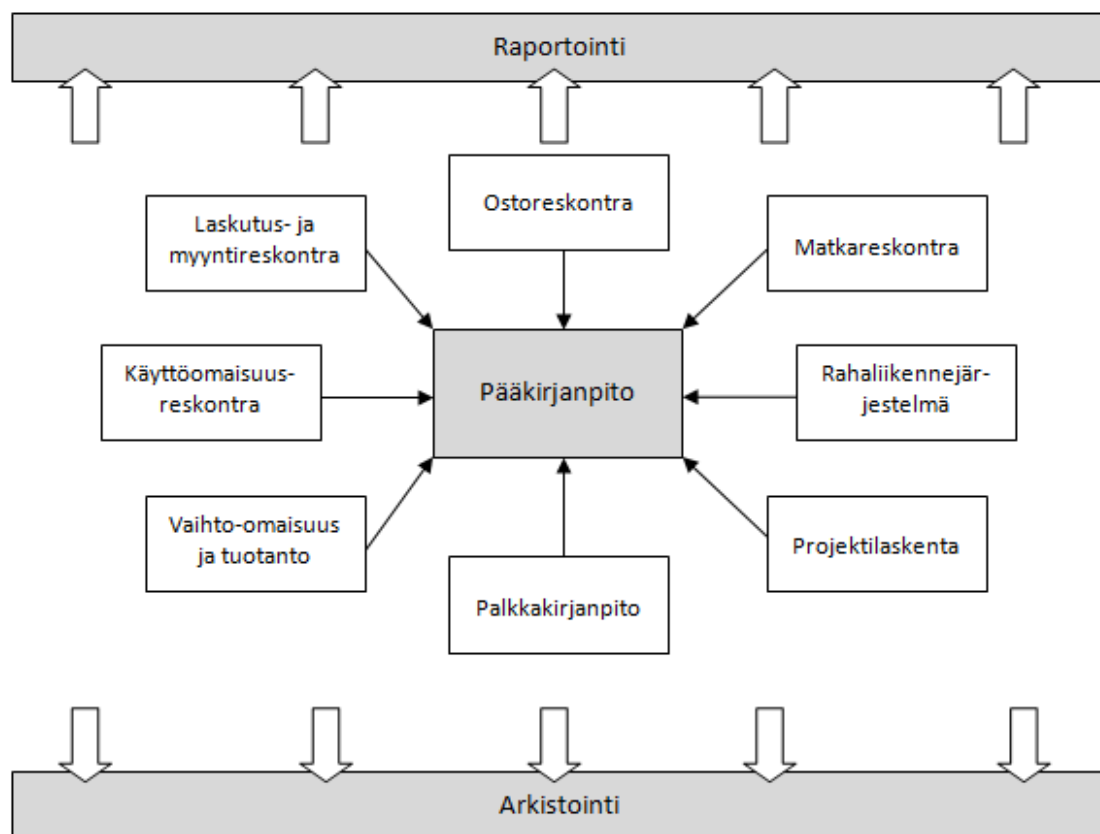 Raportointi
Ostoreskontra
Laskutus- ja
myyntireskontra
Matkareskontra
Käyttöomaisuus-
reskontra
Pääkirjanpito
Rahaliikennejär-
jestelmä
Vaihto-omaisuus
ja tuotanto
Palkkakirjanpito
Projektilaskenta
Arkistointi